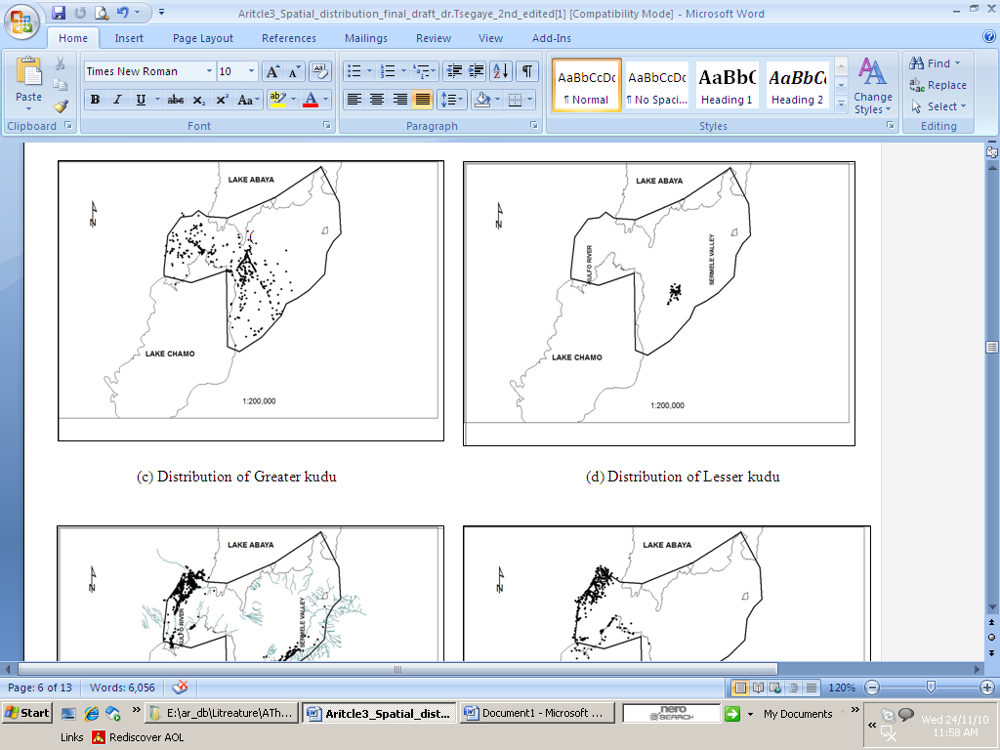 Aritcle3_Spatial_distribution_final_draft_dr.Tsegaye_2nd_edited[1] [Compatibility Mode] - Microsoft Word
Home Insert Page Layout References Mailings Review View Add-Ins
Paste
Clipboard
Times New Roman 10
B I U abc X₂ X² Aa
Font
Paragraph
AaBbCcDc AaBbCcDc AaBbC AaBbCc
¶ Normal ¶ No Spaci... Heading 1 Heading 2
Change Styles
Styles
Find
Replace
Select
Editing
LAKE ABAYA
N
LAKE CHAMO
1:200,000
LAKE ABAYA
N
KULFO RIVER
SERMELE VALLEY
LAKE CHAMO
1:200,000
(c) Distribution of Greater kudu
(d) Distribution of Lesser kudu
LAKE ABAYA
N
KULFO RIVER
SERMELE VALLEY
LAKE ABAYA
N
Page: 6 of 13 Words: 6,056 120%
Start E:\ar_db\Litreature\ATh... Aritcle3_Spatial_dist... Document1 - Microsoft ... nero SEARCH My Documents Wed 24/11/10
11:58 AM
Links Rediscover AOL